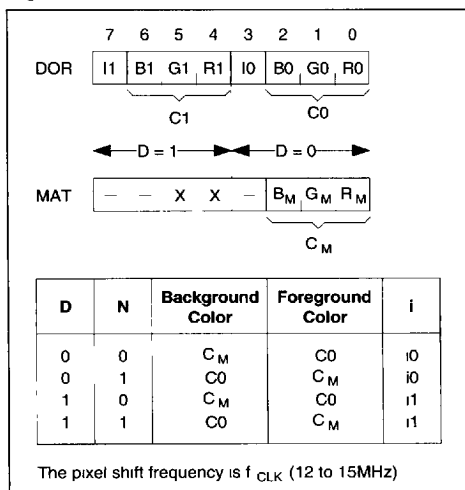 7 6 5 4 3 2 1 0
DOR I1 B1 G1 R1 I0 B0 G0 R0
C1 C0
D = 1 D = 0
MAT – – X X – B_M G_M R_M
C_M
D N Background Color Foreground Color i
0 0 C_M C0 i0
0 1 C0 C_M i0
1 0 C_M C0 i1
1 1 C0 C_M i1
The pixel shift frequency is f CLK (12 to 15MHz)